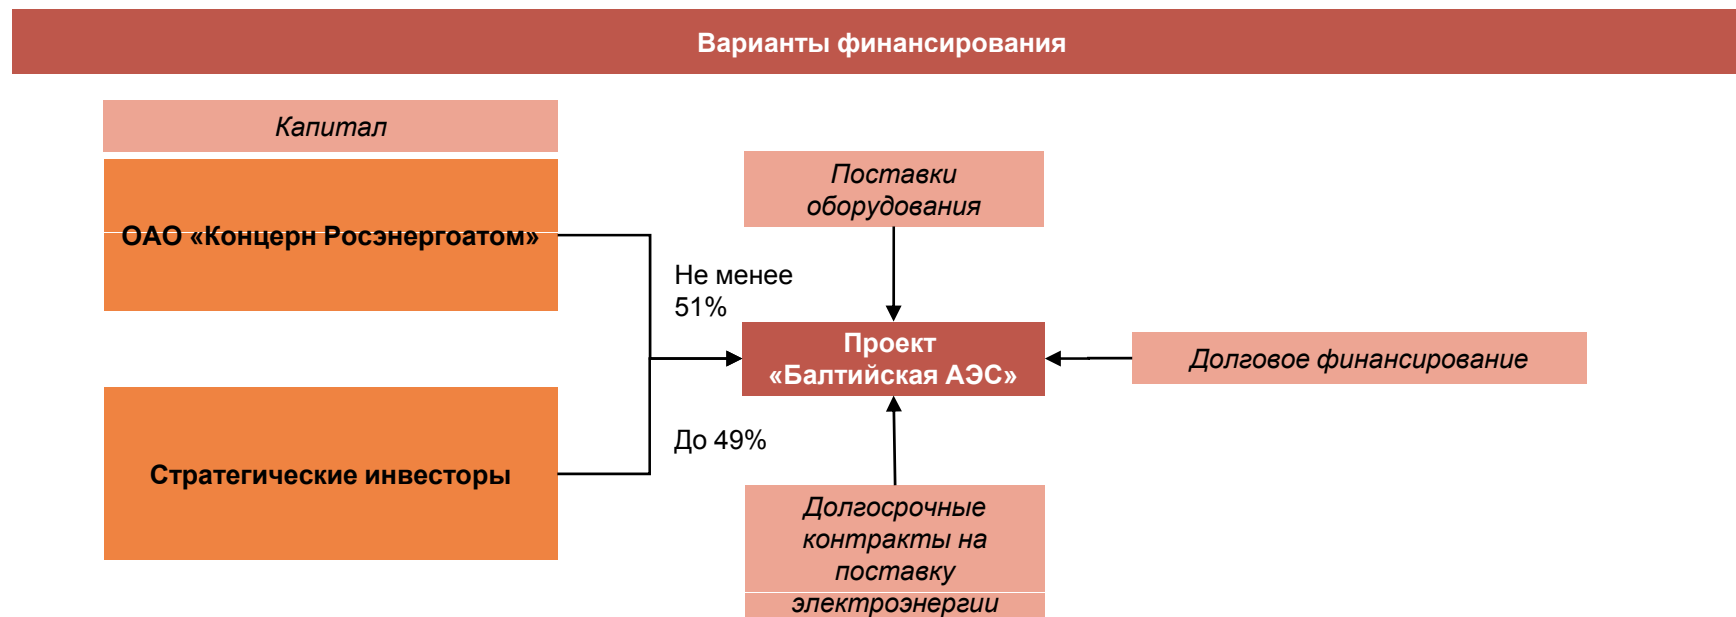 Варианты финансирования
Капитал
ОАО «Концерн Росэнергоатом»
Стратегические инвесторы
Не менее
51%
До 49%
Поставки
оборудования
Проект
«Балтийская АЭС»
Долгосрочные
контракты на
поставку
электроэнергии
Долговое финансирование